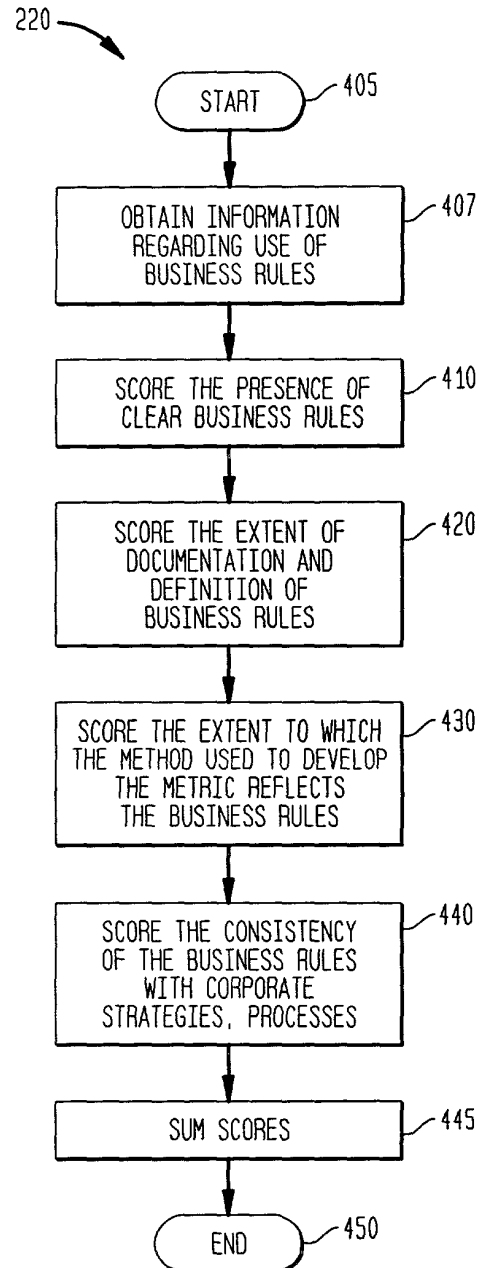 220
START
405
OBTAIN INFORMATION
REGARDING USE OF
BUSINESS RULES
407
SCORE THE PRESENCE OF
CLEAR BUSINESS RULES
410
SCORE THE EXTENT OF
DOCUMENTATION AND
DEFINITION OF
BUSINESS RULES
420
SCORE THE EXTENT TO WHICH
THE METHOD USED TO DEVELOP
THE METRIC REFLECTS
THE BUSINESS RULES
430
SCORE THE CONSISTENCY
OF THE BUSINESS RULES
WITH CORPORATE
STRATEGIES, PROCESSES
440
SUM SCORES
445
END
450